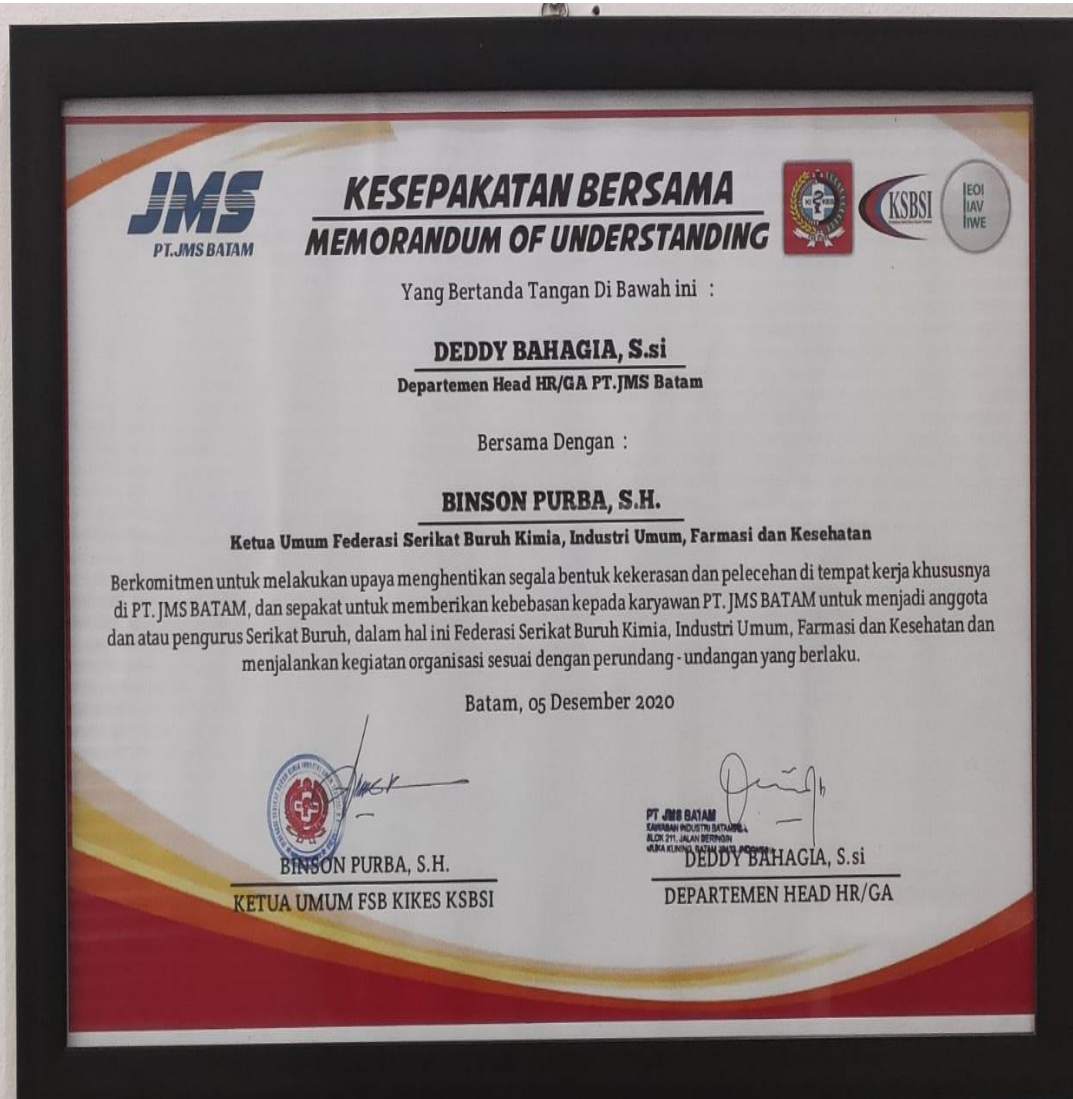 JMS
PT.JMS BATAM
KESEPAKATAN BERSAMA
MEMORANDUM OF UNDERSTANDING
KSBSI
EOI
IAV
IWE
Yang Bertanda Tangan Di Bawah ini :
DEDDY BAHAGIA, S.si
Departemen Head HR/GA PT.JMS Batam
Bersama Dengan :
BINSON PURBA, S.H.
Ketua Umum Federasi Serikat Buruh Kimia, Industri Umum, Farmasi dan Kesehatan
Berkomitmen untuk melakukan upaya menghentikan segala bentuk kekerasan dan pelecehan di tempat kerja khususnya
di PT. JMS BATAM, dan sepakat untuk memberikan kebebasan kepada karyawan PT. JMS BATAM untuk menjadi anggota
dan atau pengurus Serikat Buruh, dalam hal ini Federasi Serikat Buruh Kimia, Industri Umum, Farmasi dan Kesehatan dan
menjalankan kegiatan organisasi sesuai dengan perundang - undangan yang berlaku.
Batam, 05 Desember 2020
BINSON PURBA, S.H.
KETUA UMUM FSB KIKES KSBSI
PT JMS BATAM
KAWASAN INDUSTRI
BLOK 211, JALAN BERINGIN
DEDDY BAHAGIA, S.si
DEPARTEMEN HEAD HR/GA